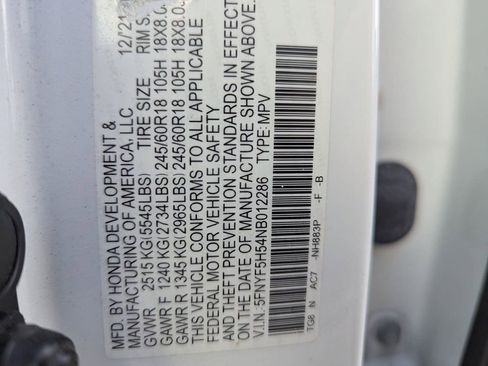 MFD. BY HONDA DEVELOPMENT & 12/21
MANUFACTURING OF AMERICA, LLC
TIRE SIZE RIM S.
GVWR 2515 KG(5545LBS)
GAWR F 1240 KG(2734LBS) 245/60R18 105H 18X8.0
GAWR R 1345 KG(2965LBS) 245/60R18 105H 18X8.0
THIS VEHICLE CONFORMS TO ALL APPLICABLE
FEDERAL MOTOR VEHICLE SAFETY
AND THEFT PREVENTION STANDARDS IN EFFECT
ON THE DATE OF MANUFACTURE SHOWN ABOVE.
V.I.N.: 5FNYF5H54NB012286 TYPE: MPV
TG8 N AC7 -NH883P -F -B